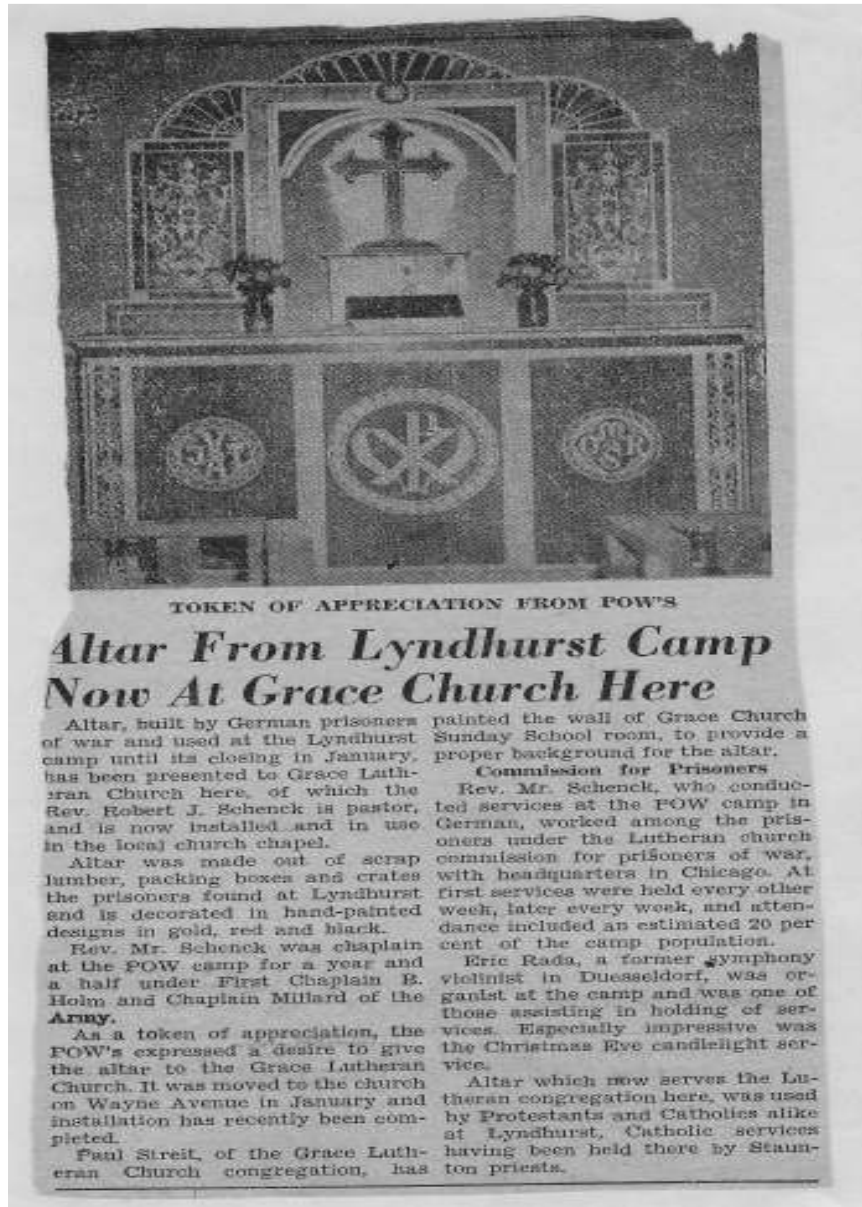 TOKEN OF APPRECIATION FROM POW'S
Altar From Lyndhurst Camp
Now At Grace Church Here
Altar, built by German prisoners
of war and used at the Lyndhurst
camp until its closing in January,
has been presented to Grace Luth-
eran Church here, of which the
Rev. Robert J. Schenck is pastor,
and is now installed and in use
in the local church chapel.
Altar was made out of scrap
lumber, packing boxes and crates
the prisoners found at Lyndhurst
and is decorated in hand-painted
designs in gold, red and black.
Rev. Mr. Schenck was chaplain
at the POW camp for a year and
a half under First Chaplain B.
Holm and Chaplain Millard of the
Army.
As a token of appreciation, the
POW's expressed a desire to give
the altar to the Grace Lutheran
Church. It was moved to the church
on Wayne Avenue in January and
installation has recently been com-
pleted.
Paul Streit, of the Grace Luth-
eran Church congregation, has
painted the wall of Grace Church
Sunday School room, to provide a
proper background for the altar.
Commission for Prisoners
Rev. Mr. Schenck, who conduc-
ted services at the POW camp in
German, worked among the pris-
oners under the Lutheran church
commission for prisoners of war,
with headquarters in Chicago. At
first services were held every other
week, later every week, and atten-
dance included an estimated 20 per
cent of the camp population.
Eric Rada, a former symphony
violinist in Duesseldorf, was or-
ganist at the camp and was one of
those assisting in holding of ser-
vices. Especially impressive was
the Christmas Eve candlelight ser-
vice.
Altar which now serves the Lu-
theran congregation here, was used
by Protestants and Catholics alike
at Lyndhurst, Catholic services
having been held there by Staun-
ton priests.